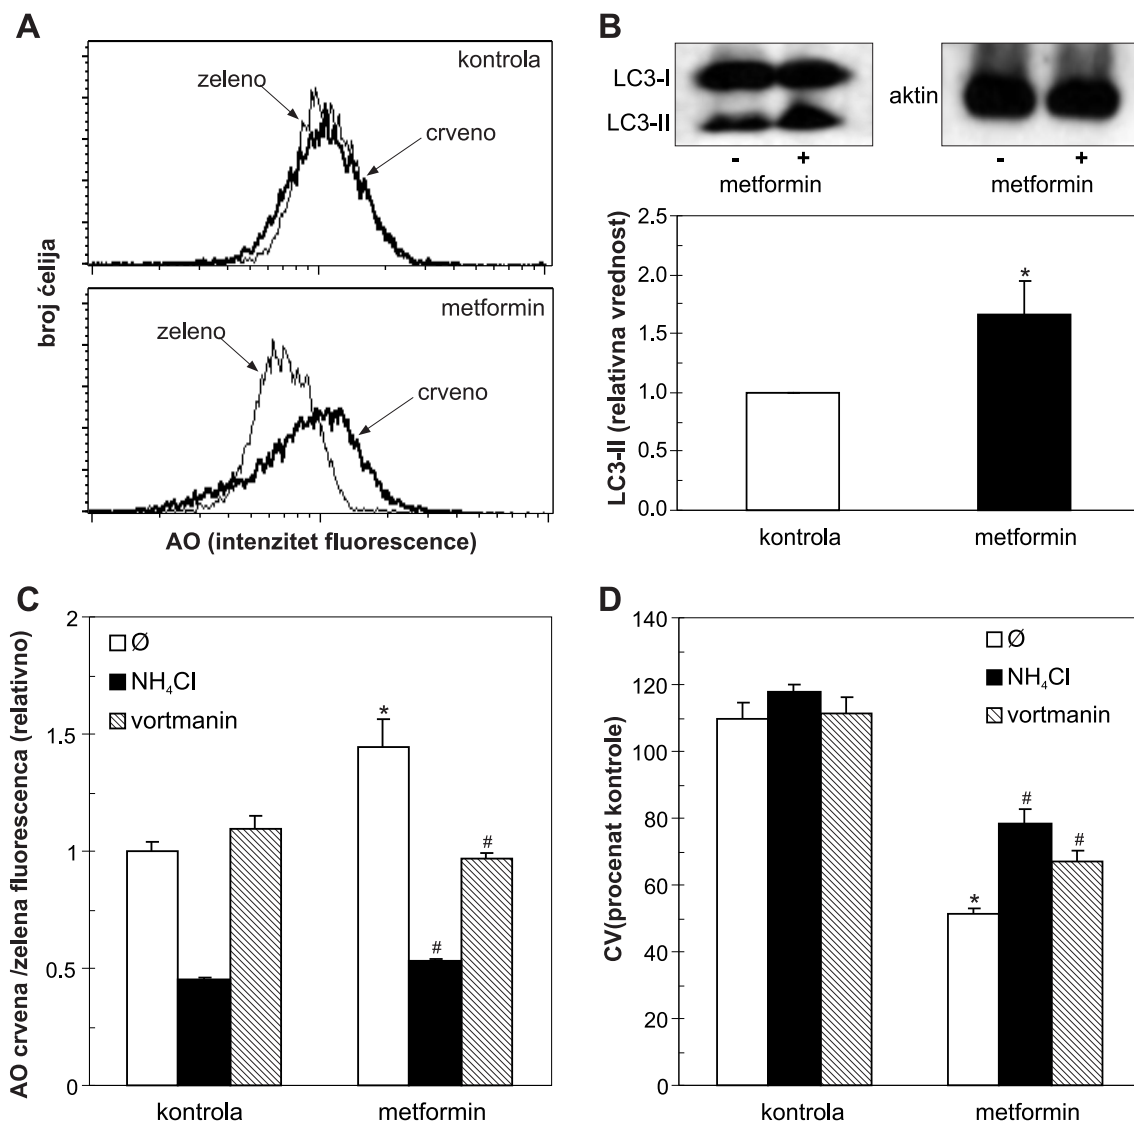 A
kontrola
zeleno
crveno
metformin
zeleno
crveno
broj ćelija
AO (intenzitet fluorescence)
B
LC3-I
LC3-II
- +
metformin
aktin
- +
metformin
LC3-II (relativna vrednost)
2.5
2.0
1.5
1.0
0.5
0.0
*
kontrola metformin
C
AO crvena /zelena fluorescenca (relativno)
2
1.5
1
0.5
0
Ø
NH₄Cl
vortmanin
*
#
#
kontrola metformin
D
CV(procenat kontrole)
140
120
100
80
60
40
20
0
Ø
NH₄Cl
vortmanin
*
#
#
kontrola metformin